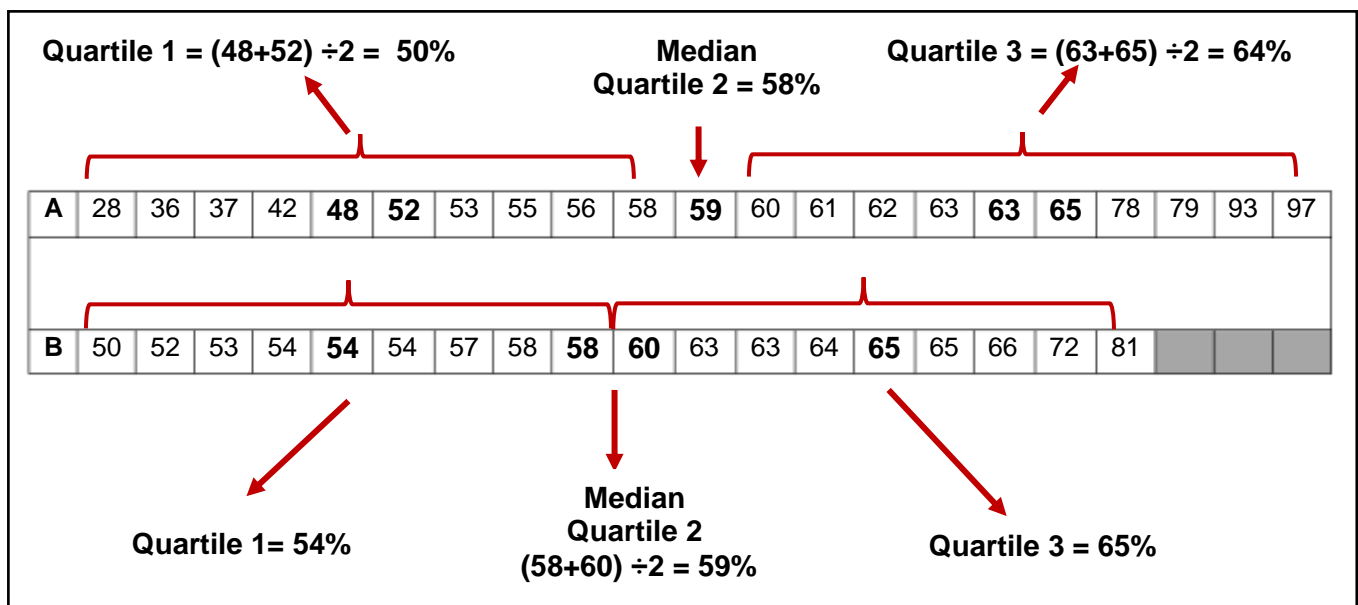 Quartile 1 = (48+52) ÷2 =  50%
Median
Quartile 2 = 58%
Quartile 3 = (63+65) ÷2 = 64%
A 28 36 37 42 48 52 53 55 56 58 59 60 61 62 63 63 65 78 79 93 97
B 50 52 53 54 54 54 57 58 58 60 63 63 64 65 65 66 72 81
Quartile 1= 54%
Median
Quartile 2
(58+60) ÷2 = 59%
Quartile 3 = 65%